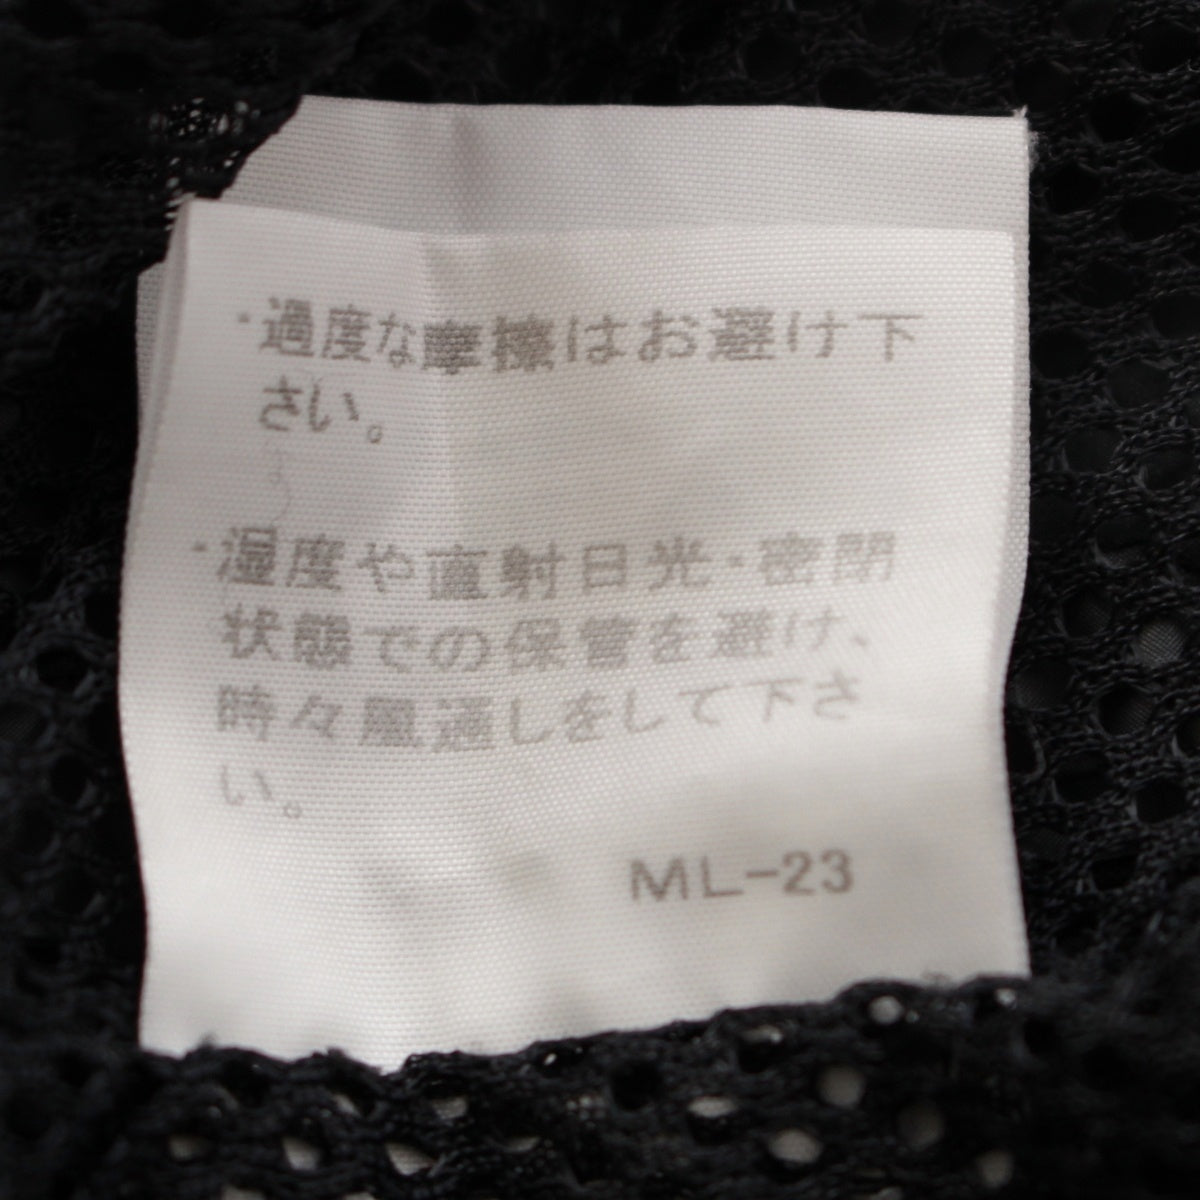 ・過度な摩擦はお避け下
さい。
・湿度や直射日光・密閉
状態での保管を避け、
時々風通しをして下さ
い。
ML-23